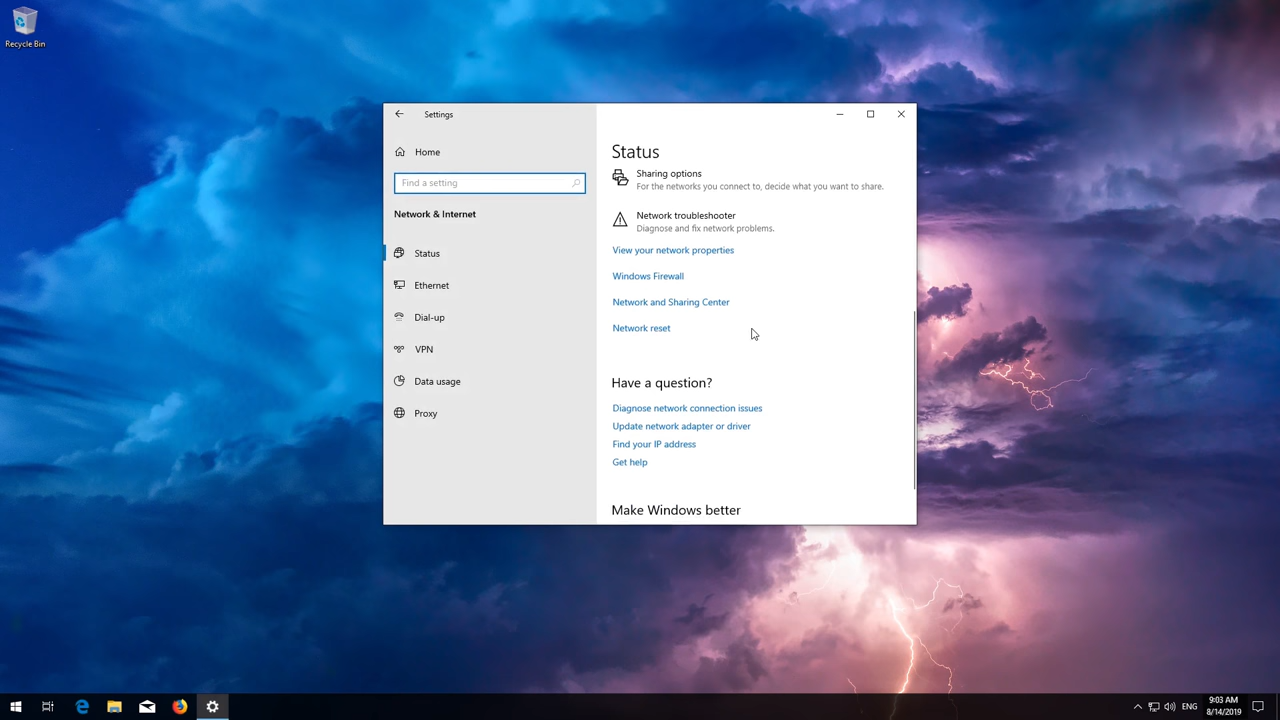 Recycle Bin
Settings
Home
Find a setting
Network & Internet
Status
Ethernet
Dial-up
VPN
Data usage
Proxy
Status
Sharing options
For the networks you connect to, decide what you want to share.
Network troubleshooter
Diagnose and fix network problems.
View your network properties
Windows Firewall
Network and Sharing Center
Network reset
Have a question?
Diagnose network connection issues
Update network adapter or driver
Find your IP address
Get help
Make Windows better
ENG
9:03 AM
8/14/2019